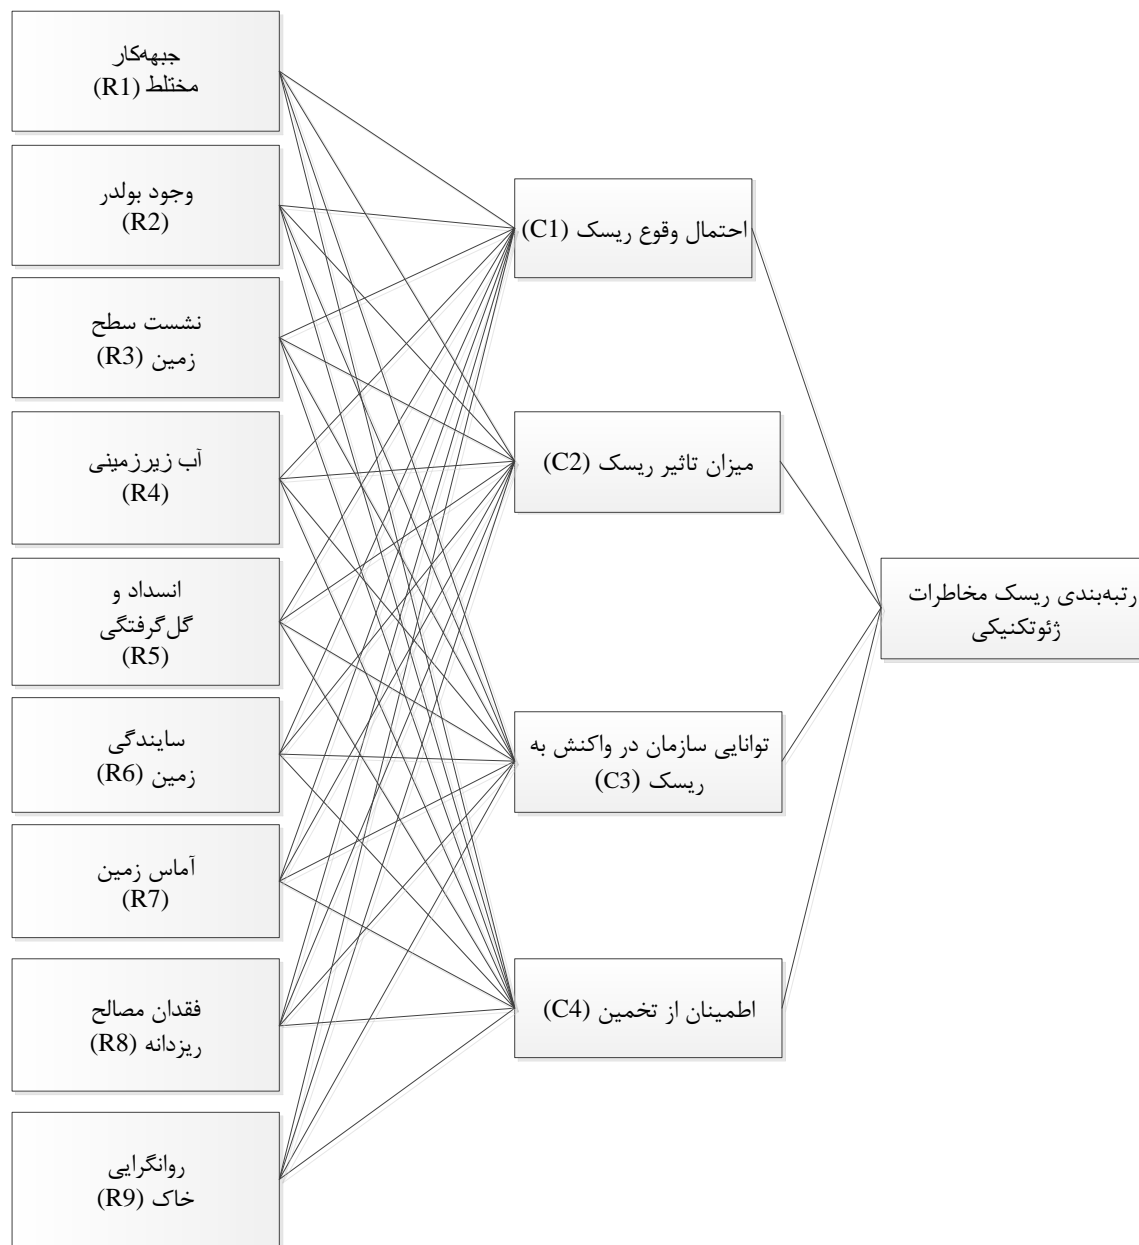 جبهه‌کار
مختلط (R1)
وجود بولدر
(R2)
نشست سطح
زمین (R3)
آب زیرزمینی
(R4)
انسداد و
گل‌گرفتگی
(R5)
سایندگی
زمین (R6)
آماس زمین
(R7)
فقدان مصالح
ریزدانه (R8)
روانگرایی
خاک (R9)
احتمال وقوع ریسک (C1)
میزان تاثیر ریسک (C2)
توانایی سازمان در واکنش به
ریسک (C3)
اطمینان از تخمین (C4)
رتبه‌بندی ریسک مخاطرات
ژئوتکنیکی